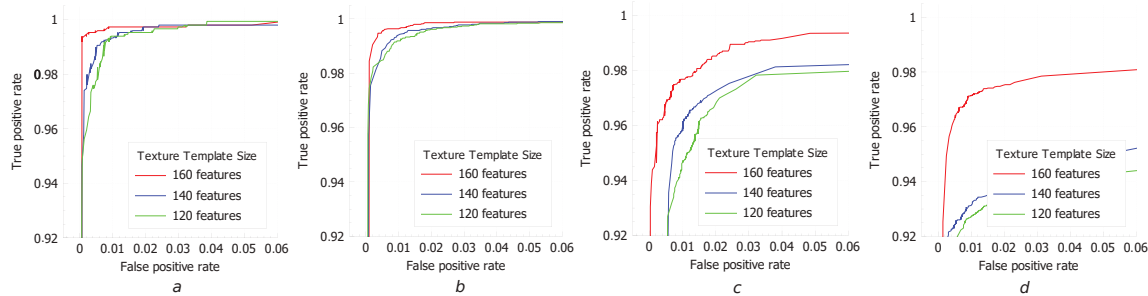 1
0.98
0.96
0.94
0.92
True positive rate
Texture Template Size
160 features
140 features
120 features
0 0.01 0.02 0.03 0.04 0.05 0.06
False positive rate
a
1
0.98
0.96
0.94
0.92
True positive rate
Texture Template Size
160 features
140 features
120 features
0 0.01 0.02 0.03 0.04 0.05 0.06
False positive rate
b
1
0.98
0.96
0.94
0.92
True positive rate
Texture Template Size
160 features
140 features
120 features
0 0.01 0.02 0.03 0.04 0.05 0.06
False positive rate
c
1
0.98
0.96
0.94
0.92
True positive rate
Texture Template Size
160 features
140 features
120 features
0 0.01 0.02 0.03 0.04 0.05 0.06
False positive rate
d